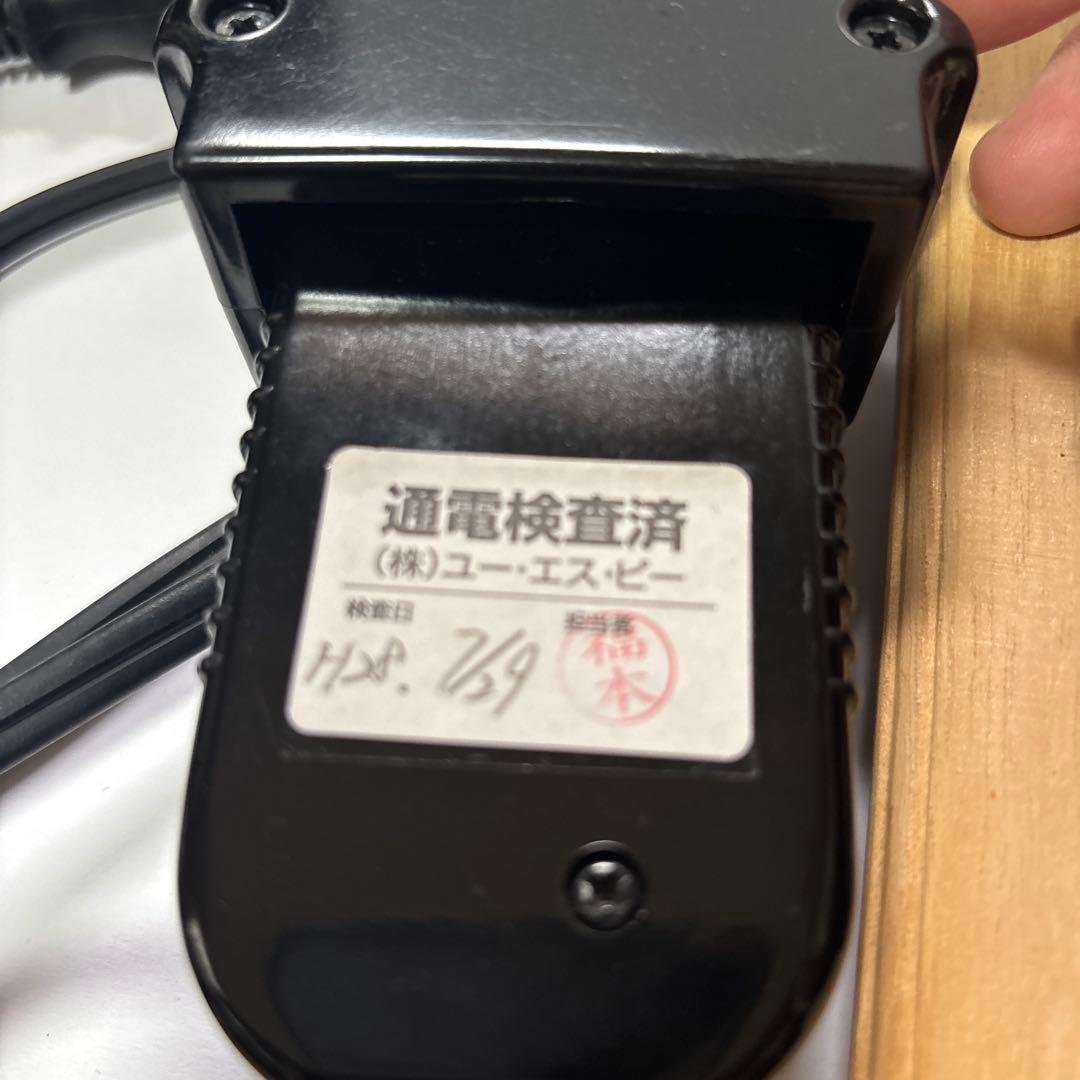 通電検査済
(株)ユー・エス・ピー
検査日 担当者
H28. 7/29 福本